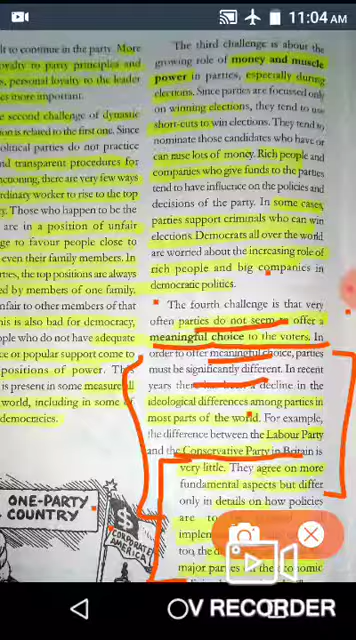 11:04 AM
lt to continue in the party. More
oyalty to party principles and
s, personal loyalty to the leader
es more important.
e second challenge of dynastic
ion is related to the first one. Since
olitical parties do not practice
nd transparent procedures for
ctioning, there are very few ways
rdinary worker to rise to the top
y. Those who happen to be the
are in a position of unfair
ge to favour people close to
even their family members. In
ties, the top positions are always
ed by members of one family.
nfair to other members of that
his is also bad for democracy,
ple who do not have adequate
ce or popular support come to
positions of power.
is present in some measure
world, including in some of
democracies.
ONE-PARTY
COUNTRY
$
CORPORATE
AMERICA
The third challenge is about the
growing role of money and muscle
power in parties, especially during
elections. Since parties are focussed only
on winning elections, they tend to use
short-cuts to win elections. They tend to
nominate those candidates who have or
can raise lots of money. Rich people and
companies who give funds to the parties
tend to have influence on the policies and
decisions of the party. In some cases,
parties support criminals who can win
elections. Democrats all over the world
are worried about the increasing role of
rich people and big companies in
democratic politics.
The fourth challenge is that very
often parties do not seem to offer a
meaningful choice to the voters. In
order to offer meaningful choice, parties
must be significantly different. In recent
years there has been a decline in the
ideological differences among parties in
most parts of the world. For example,
the difference between the Labour Party
and the Conservative Party in Britain is
very little. They agree on more
fundamental aspects but differ
only in details on how policies
are to
implem
too, the d
major parties on the economic
V RECORDER